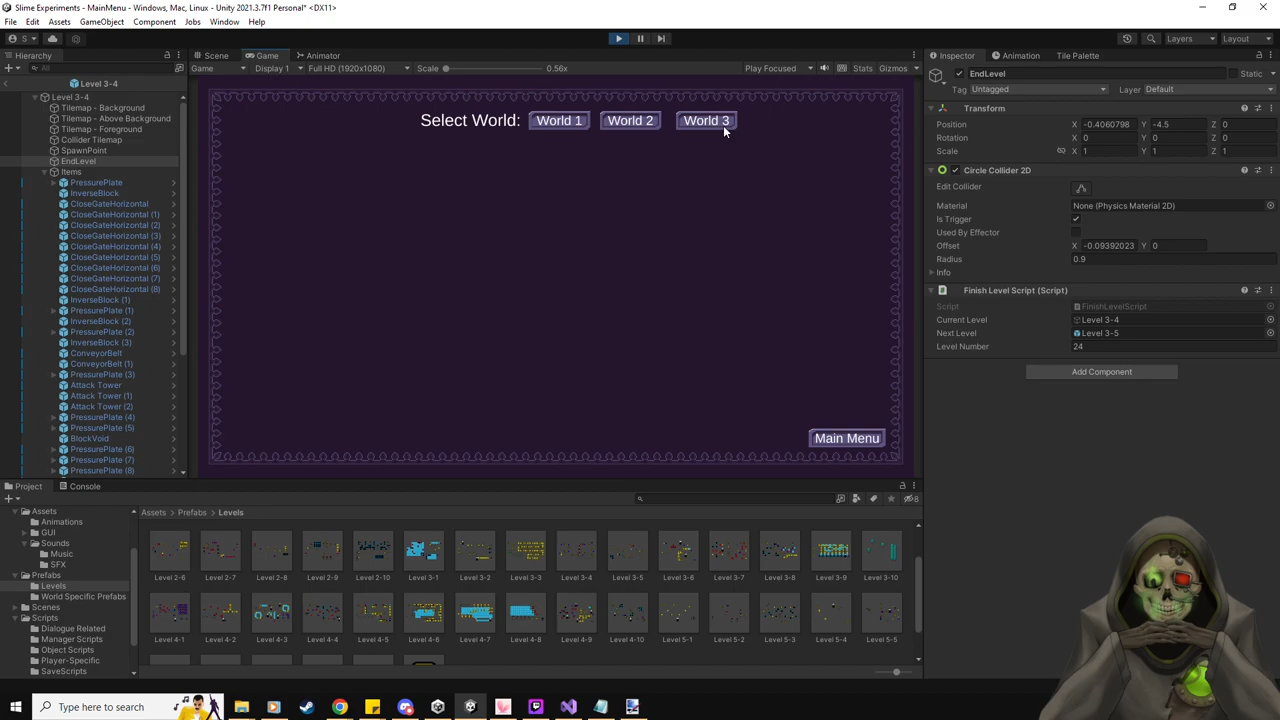 Slime Experiments - MainMenu - Windows, Mac, Linux - Unity 2021.3.7f1 Personal* <DX11>
File Edit Assets GameObject Component Jobs Window Help
S Layers Layout
Hierarchy Scene Game Animator Inspector Animation Tile Palette
All Game Display 1 Full HD (1920x1080) Scale 0.56x Play Focused Stats Gizmos
EndLevel Static
Level 3-4
Tag Untagged Layer Default
Level 3-4
Tilemap - Background
Tilemap - Above Background
Tilemap - Foreground
Collider Tilemap
SpawnPoint
EndLevel
Items
PressurePlate
InverseBlock
CloseGateHorizontal
CloseGateHorizontal (1)
CloseGateHorizontal (2)
CloseGateHorizontal (3)
CloseGateHorizontal (4)
CloseGateHorizontal (5)
CloseGateHorizontal (6)
CloseGateHorizontal (7)
CloseGateHorizontal (8)
InverseBlock (1)
PressurePlate (1)
InverseBlock (2)
PressurePlate (2)
InverseBlock (3)
ConveyorBelt
ConveyorBelt (1)
PressurePlate (3)
Attack Tower
Attack Tower (1)
Attack Tower (2)
PressurePlate (4)
PressurePlate (5)
BlockVoid
PressurePlate (6)
PressurePlate (7)
PressurePlate (8)
Select World: World 1 World 2 World 3
Main Menu
Transform
Position X -0.4060798 Y -4.5 Z 0
Rotation X 0 Y 0 Z 0
Scale X 1 Y 1 Z 1
Circle Collider 2D
Edit Collider
Material None (Physics Material 2D)
Is Trigger
Used By Effector
Offset X -0.09392023 Y 0
Radius 0.9
Info
Finish Level Script (Script)
Script FinishLevelScript
Current Level Level 3-4
Next Level Level 3-5
Level Number 24
Add Component
Project Console
8
Assets
Animations
GUI
Sounds
Music
SFX
Prefabs
Levels
World Specific Prefabs
Scenes
Scripts
Dialogue Related
Manager Scripts
Object Scripts
Player-Specific
SaveScripts
Assets Prefabs Levels
Level 2-6 Level 2-7 Level 2-8 Level 2-9 Level 2-10 Level 3-1 Level 3-2 Level 3-3 Level 3-4 Level 3-5 Level 3-6 Level 3-7 Level 3-8 Level 3-9 Level 3-10
Level 4-1 Level 4-2 Level 4-3 Level 4-4 Level 4-5 Level 4-6 Level 4-7 Level 4-8 Level 4-9 Level 4-10 Level 5-1 Level 5-2 Level 5-3 Level 5-4 Level 5-5
Type here to search